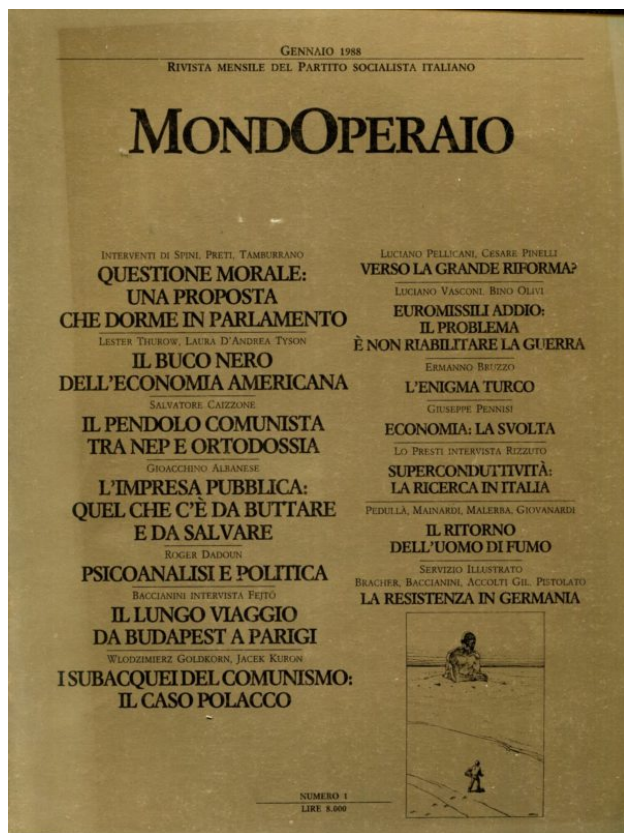 GENNAIO 1988
RIVISTA MENSILE DEL PARTITO SOCIALISTA ITALIANO
MONDOPERAIO
INTERVENTI DI SPINI, PRETI, TAMBURRANO
QUESTIONE MORALE:
UNA PROPOSTA
CHE DORME IN PARLAMENTO
LESTER THUROW, LAURA D'ANDREA TYSON
IL BUCO NERO
DELL'ECONOMIA AMERICANA
SALVATORE CAIZZONE
IL PENDOLO COMUNISTA
TRA NEP E ORTODOSSIA
GIOACCHINO ALBANESE
L'IMPRESA PUBBLICA:
QUEL CHE C'È DA BUTTARE
E DA SALVARE
ROGER DADOUN
PSICOANALISI E POLITICA
BACCIANINI INTERVISTA FEJTÖ
IL LUNGO VIAGGIO
DA BUDAPEST A PARIGI
WLODZIMIERZ GOLDKORN, JACEK KURON
I SUBACQUEI DEL COMUNISMO:
IL CASO POLACCO
LUCIANO PELLICANI, CESARE PINELLI
VERSO LA GRANDE RIFORMA?
LUCIANO VASCONI, BINO OLIVI
EUROMISSILI ADDIO:
IL PROBLEMA
È NON RIABILITARE LA GUERRA
ERMANNO BRUZZO
L'ENIGMA TURCO
GIUSEPPE PENNISI
ECONOMIA: LA SVOLTA
LO PRESTI INTERVISTA RIZZUTO
SUPERCONDUTTIVITÀ:
LA RICERCA IN ITALIA
PEDULLÀ, MAINARDI, MALERBA, GIOVANARDI
IL RITORNO
DELL'UOMO DI FUMO
SERVIZIO ILLUSTRATO
BRACHER, BACCIANINI, ACCOLTI GIL, PISTOLATO
LA RESISTENZA IN GERMANIA
NUMERO 1
LIRE 8.000